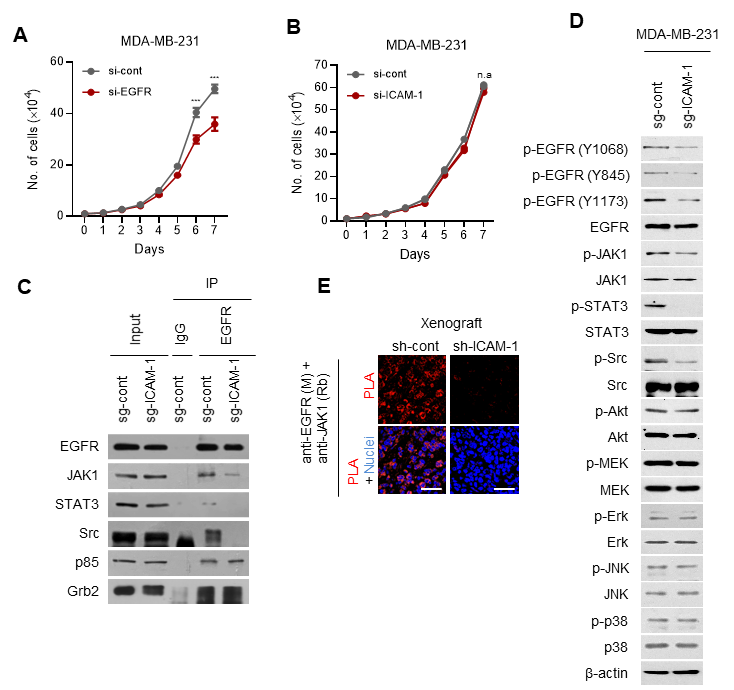 A
MDA-MB-231
si-cont
si-EGFR
No. of cells (×10⁻⁴)
60
40
20
0
*** ***
0 1 2 3 4 5 6 7
Days
B
MDA-MB-231
si-cont
si-ICAM-1
n.a
No. of cells (×10⁻⁴)
70
60
50
40
30
20
10
0
0 1 2 3 4 5 6 7
Days
C
IP
Input
IgG
EGFR
sg-cont
sg-ICAM-1
sg-cont
sg-cont
sg-ICAM-1
EGFR
JAK1
STAT3
Src
p85
Grb2
E
Xenograft
sh-cont sh-ICAM-1
anti-EGFR (M) +
anti-JAK1 (Rb)
PLA
PLA
+ Nuclei
D
MDA-MB-231
sg-cont
sg-ICAM-1
p-EGFR (Y1068)
p-EGFR (Y845)
p-EGFR (Y1173)
EGFR
p-JAK1
JAK1
p-STAT3
STAT3
p-Src
Src
p-Akt
Akt
p-MEK
MEK
p-Erk
Erk
p-JNK
JNK
p-p38
p38
β-actin